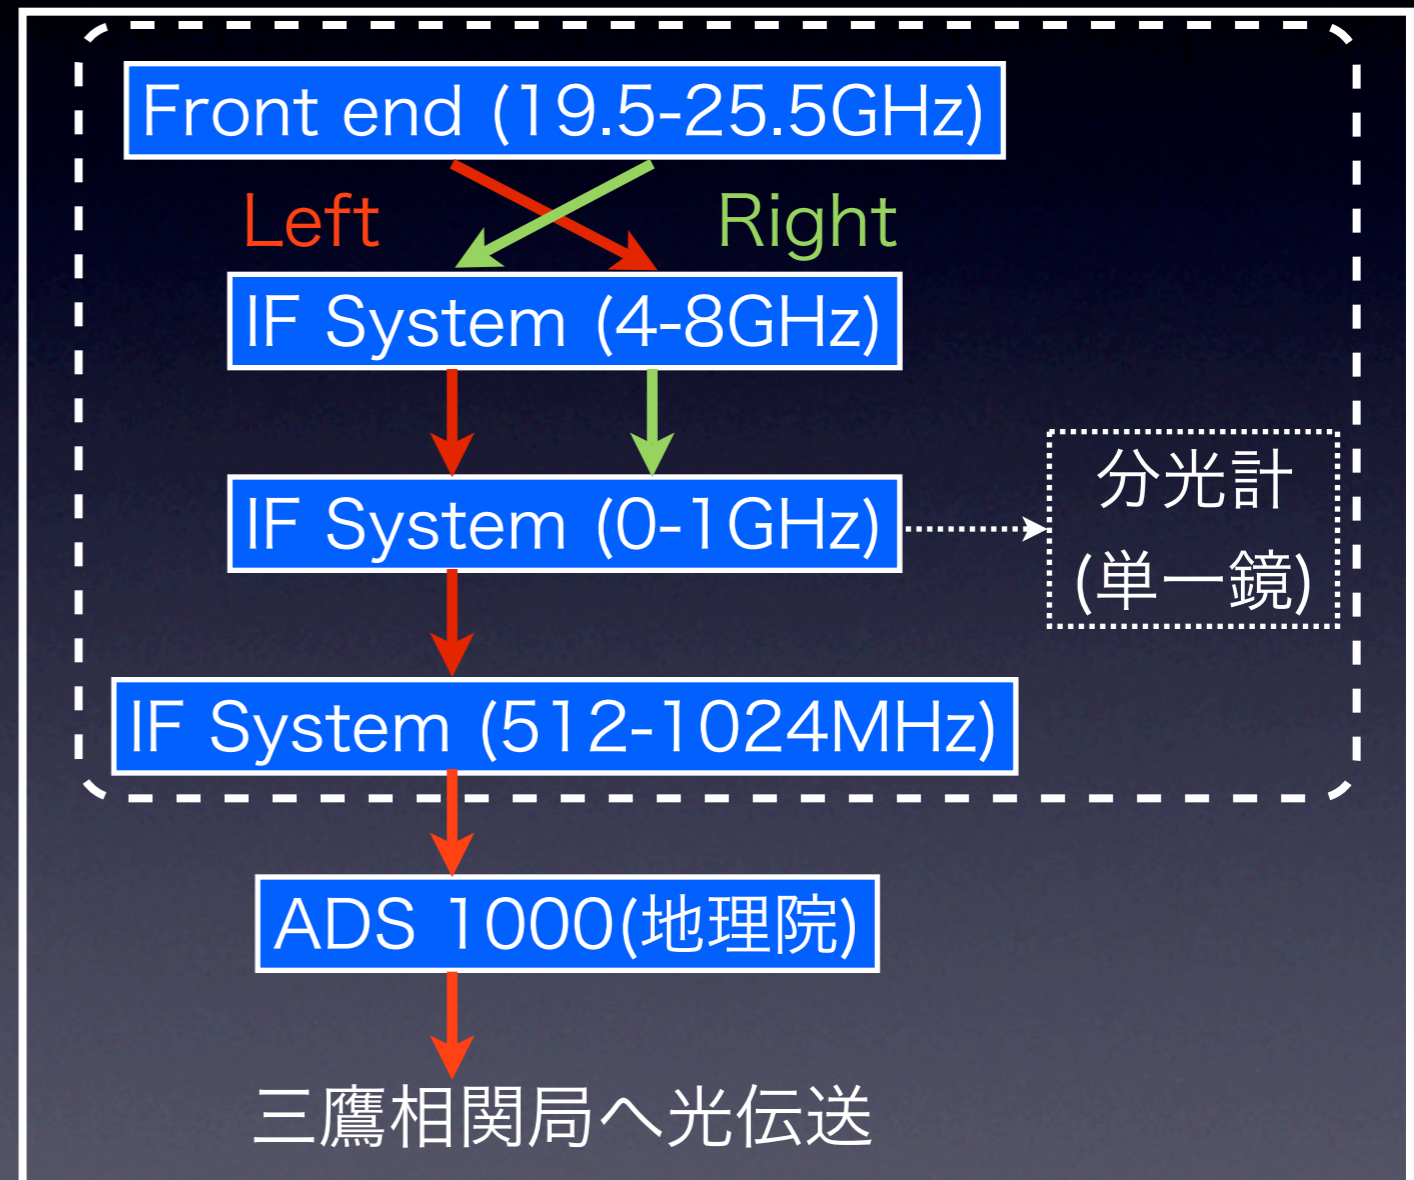 Front end (19.5-25.5GHz)
Left
Right
IF System (4-8GHz)
IF System (0-1GHz)
分光計
(単一鏡)
IF System (512-1024MHz)
ADS 1000(地理院)
三鷹相関局へ光伝送